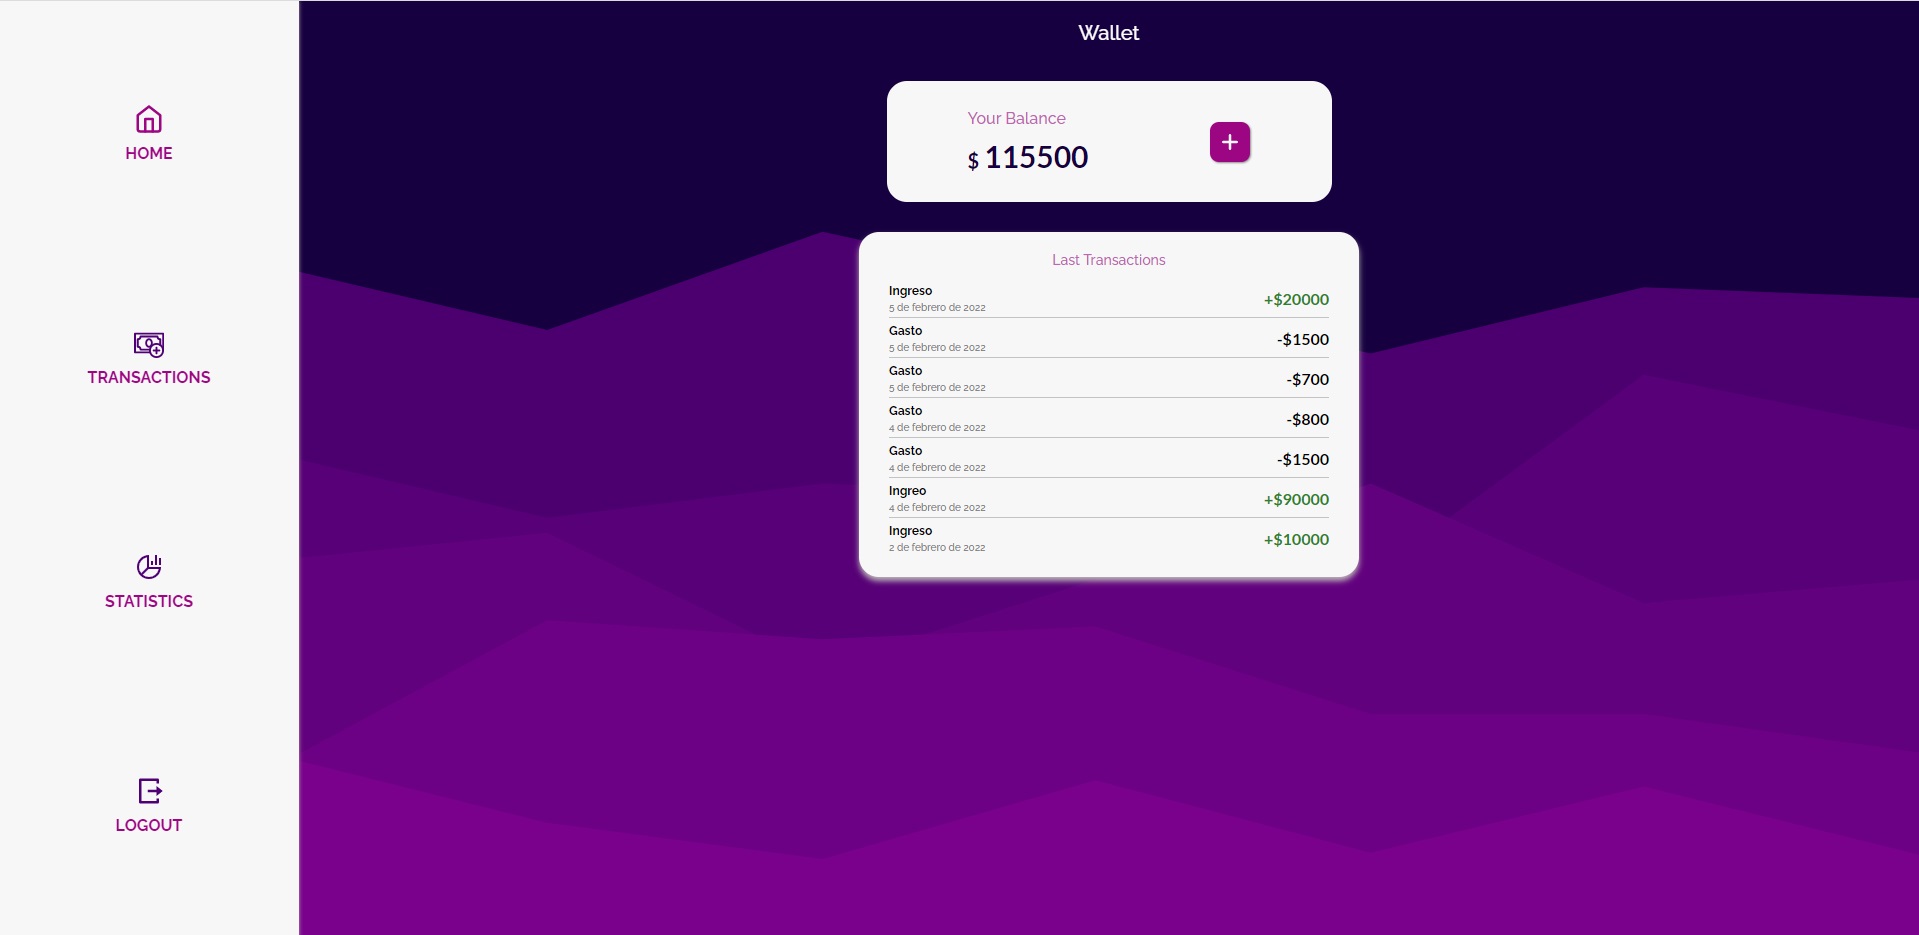 Wallet
HOME
TRANSACTIONS
STATISTICS
LOGOUT
Your Balance
$ 115500
Last Transactions
Ingreso
5 de febrero de 2022
+$20000
Gasto
5 de febrero de 2022
-$1500
Gasto
5 de febrero de 2022
-$700
Gasto
4 de febrero de 2022
-$800
Gasto
4 de febrero de 2022
-$1500
Ingreo
4 de febrero de 2022
+$90000
Ingreso
2 de febrero de 2022
+$10000